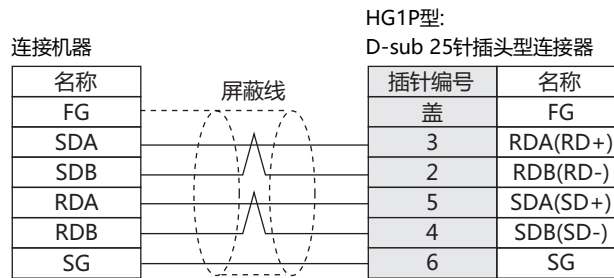 HG1P型:
连接机器
D-sub 25针插头型连接器
名称 屏蔽线 插针编号 名称
FG 盖 FG
SDA 3 RDA(RD+)
SDB 2 RDB(RD-)
RDA 5 SDA(SD+)
RDB 4 SDB(SD-)
SG 6 SG